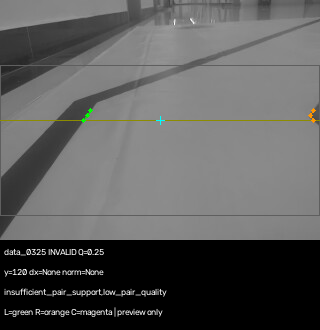 data_0325 INVALID Q=0.25
y=120 dx=None norm=None
insufficient_pair_support,low_pair_quality
L=green R=orange C=magenta | preview only